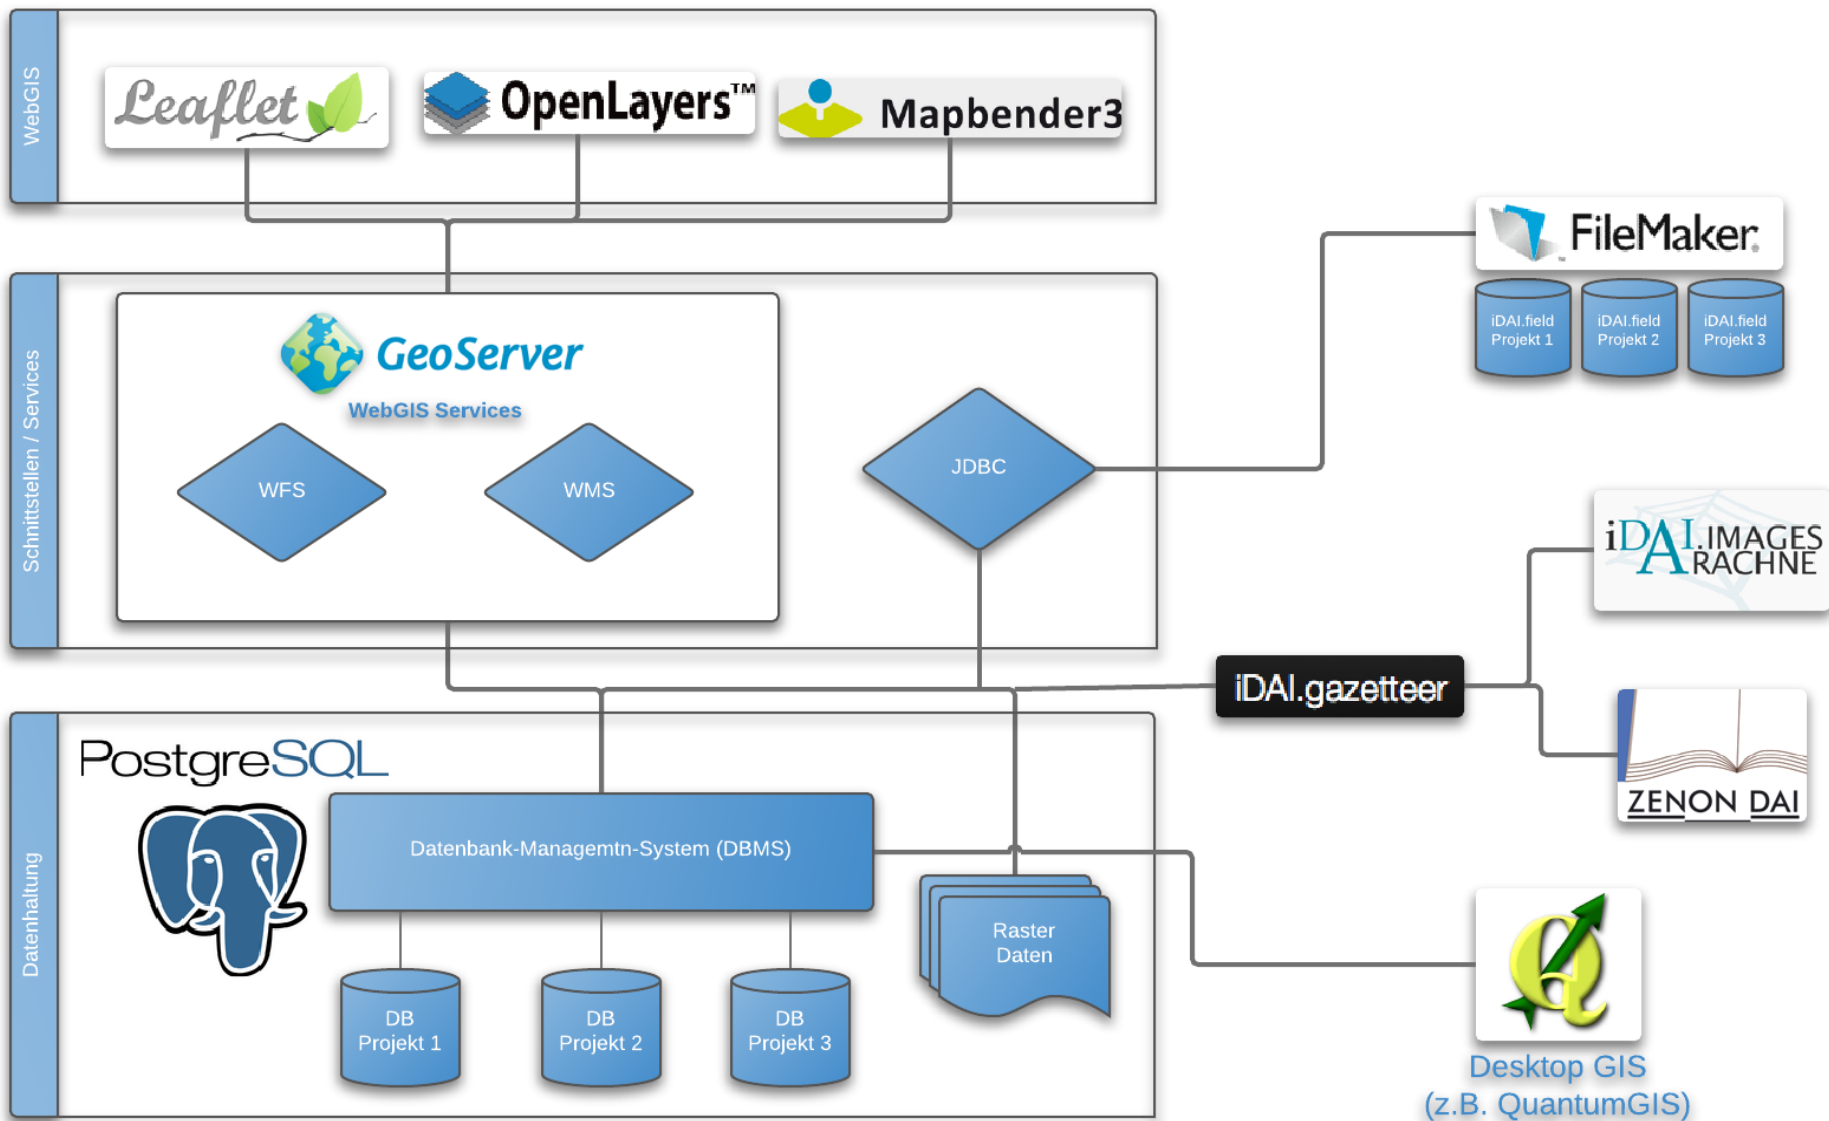 WebGIS
Leaflet
OpenLayers™
Mapbender3
FileMaker
iDAI.field
Projekt 1
iDAI.field
Projekt 2
iDAI.field
Projekt 3
Schnittstellen / Services
GeoServer
WebGIS Services
WFS
WMS
JDBC
iDAI.IMAGES
ARACHNE
iDAI.gazetteer
ZENON DAI
Datenhaltung
PostgreSQL
Datenbank-Managemtn-System (DBMS)
DB
Projekt 1
DB
Projekt 2
DB
Projekt 3
Raster
Daten
Desktop GIS
(z.B. QuantumGIS)